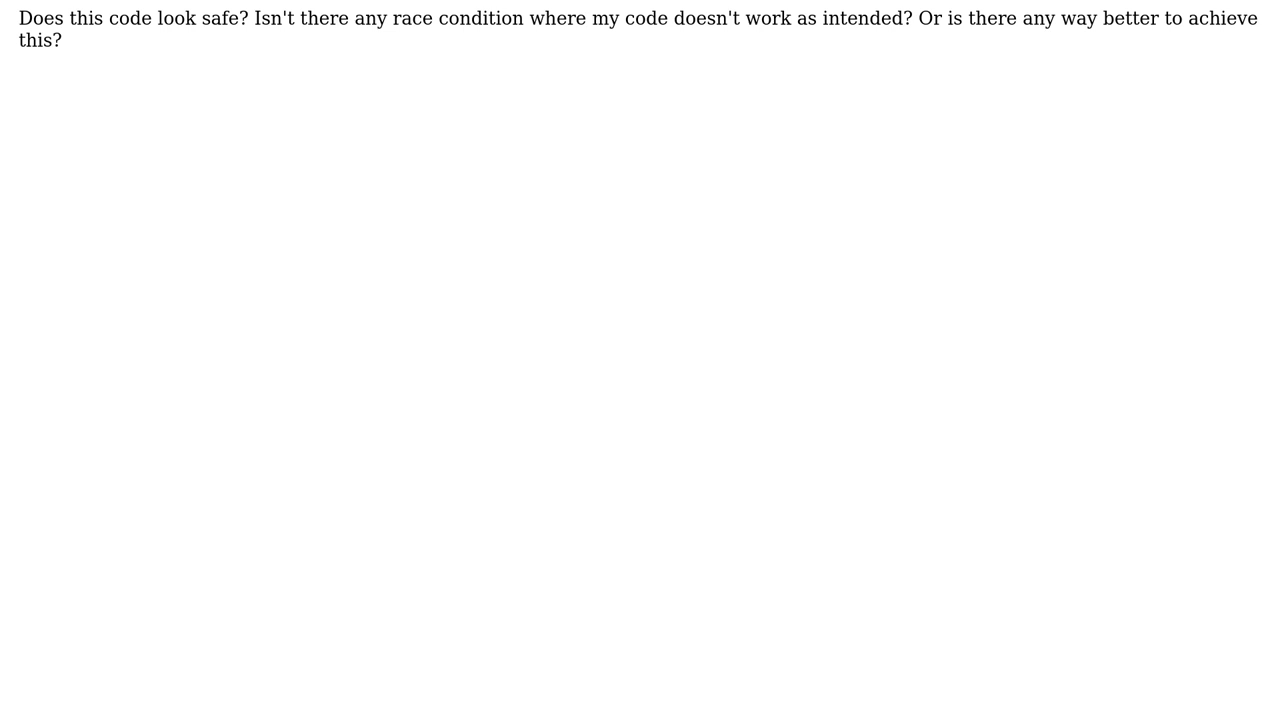 Does this code look safe? Isn't there any race condition where my code doesn't work as intended? Or is there any way better to achieve
this?